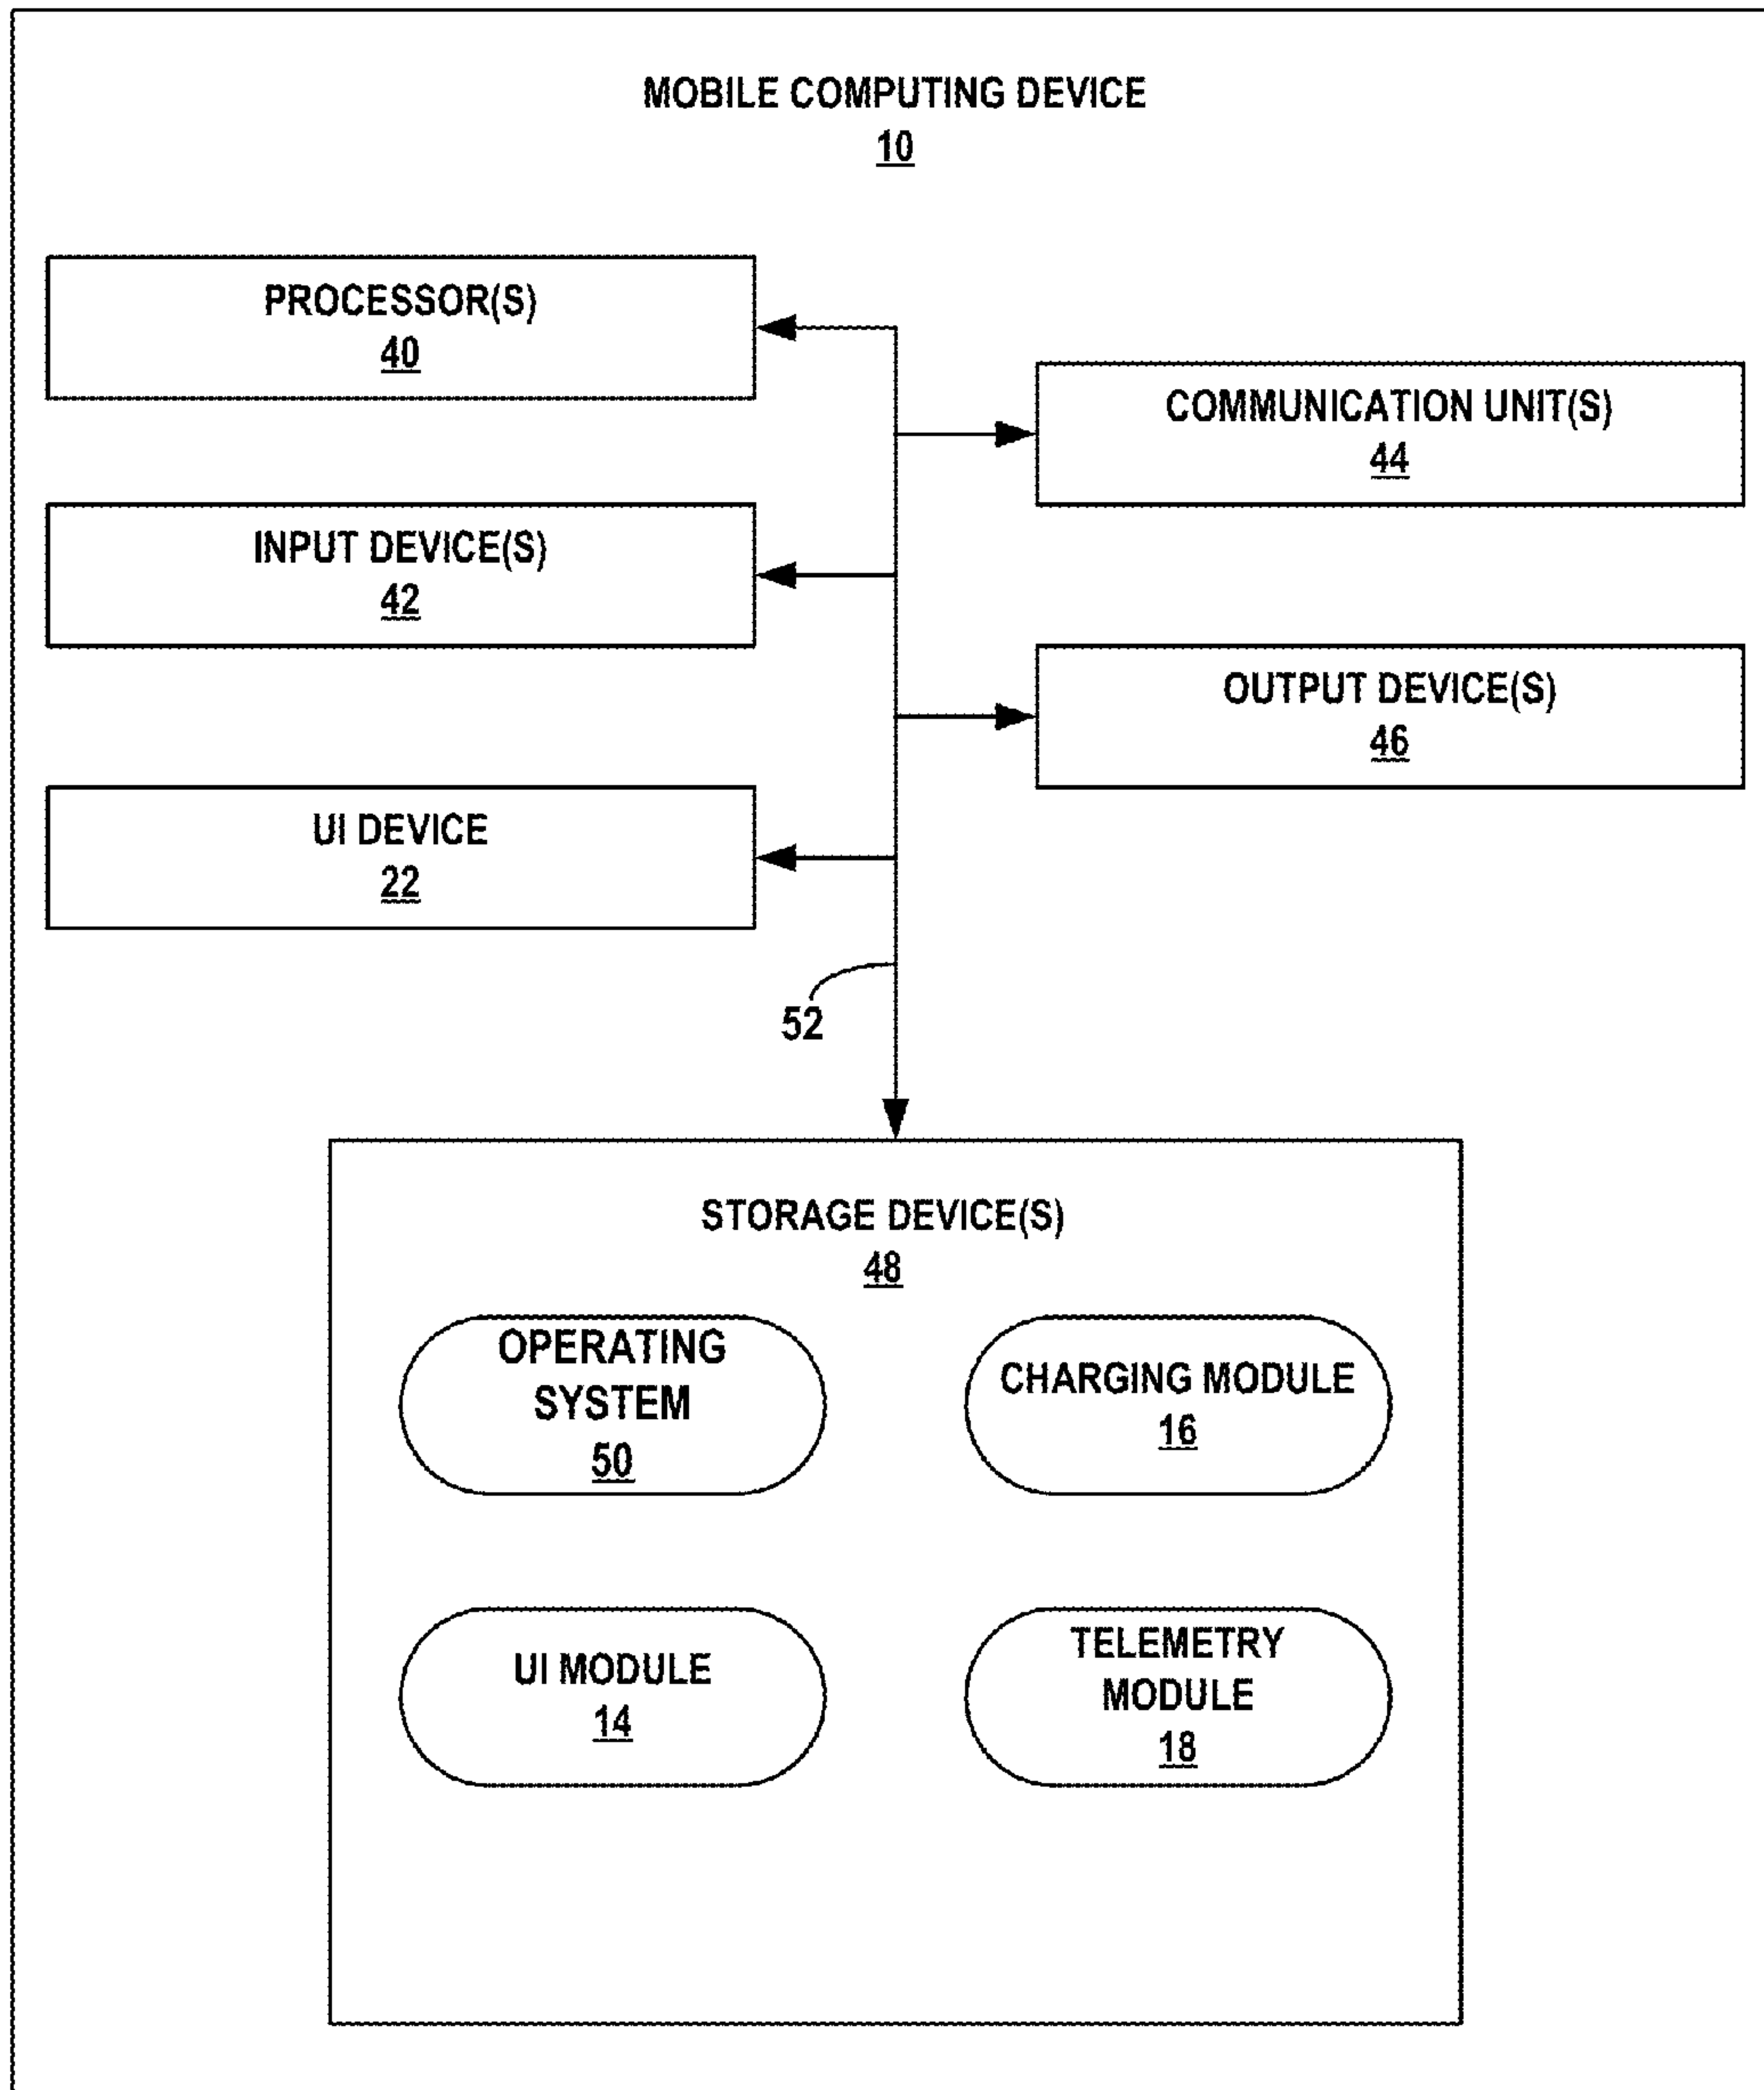 MOBILE COMPUTING DEVICE
10
PROCESSOR(S)
40
COMMUNICATION UNIT(S)
44
INPUT DEVICE(S)
42
OUTPUT DEVICE(S)
46
UI DEVICE
22
52
STORAGE DEVICE(S)
48
OPERATING
SYSTEM
50
CHARGING MODULE
16
UI MODULE
14
TELEMETRY
MODULE
18